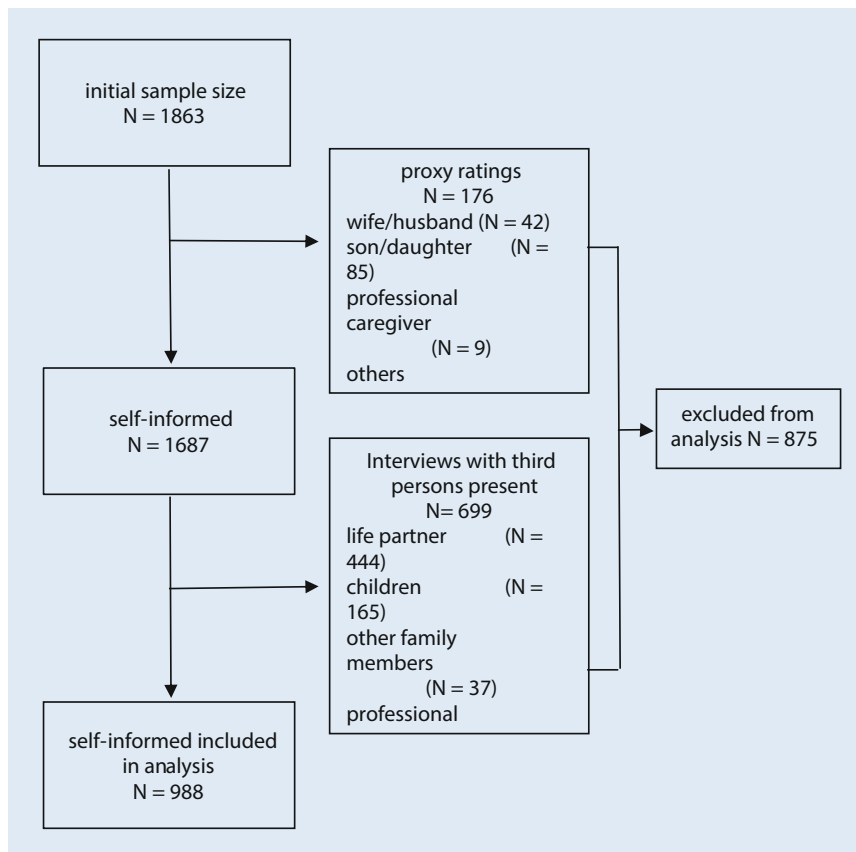 initial sample size
N = 1863
proxy ratings
N = 176
wife/husband (N = 42)
son/daughter (N =
85)
professional
caregiver
(N = 9)
others
self-informed
N = 1687
excluded from
analysis N = 875
Interviews with third
persons present
N= 699
life partner (N =
444)
children (N =
165)
other family
members
(N = 37)
professional
self-informed included
in analysis
N = 988